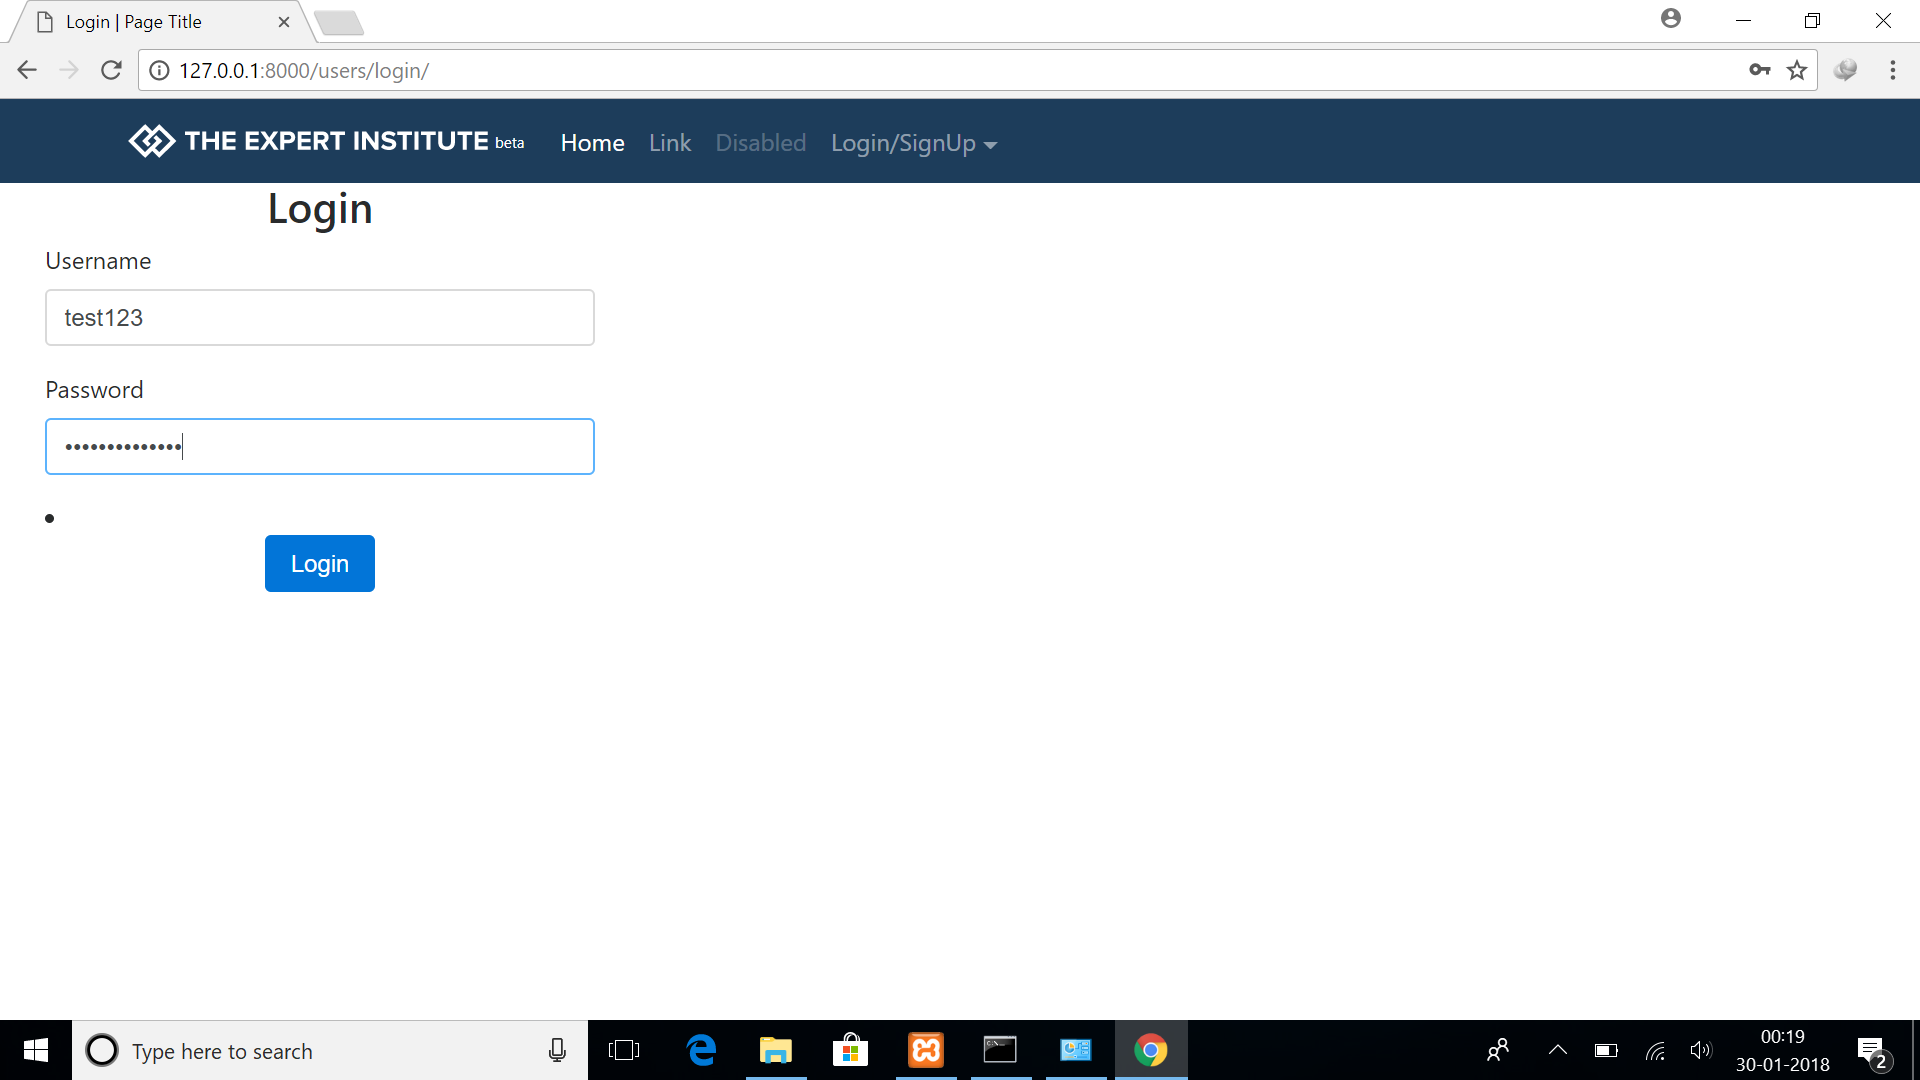 Login | Page Title
127.0.0.1:8000/users/login/
THE EXPERT INSTITUTE beta Home Link Disabled Login/SignUp
Login
Username
test123
Password
••••••••••••••
•
Login
Type here to search
00:19
30-01-2018
2